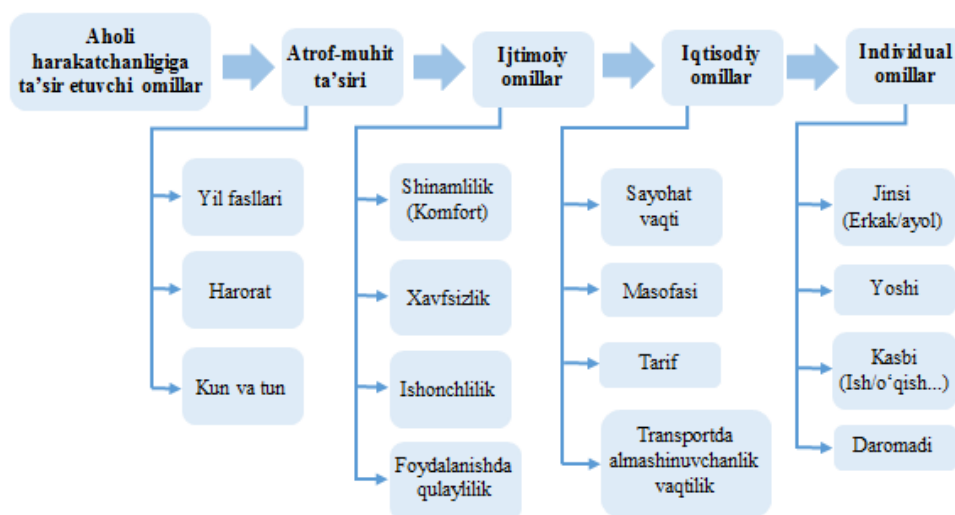 Aholi
harakatchanligiga
ta’sir etuvchi omillar
Atrof-muhit
ta’siri
Ijtimoiy
omillar
Iqtisodiy
omillar
Individual
omillar
Yil fasllari
Harorat
Kun va tun
Shinamlilik
(Komfort)
Xavfsizlik
Ishonchlilik
Foydalanishda
qulaylilik
Sayohat
vaqti
Masofasi
Tarif
Transportda
almashinuvchanlik
vaqtilik
Jinsi
(Erkak/ayol)
Yoshi
Kasbi
(Ish/o‘qish...)
Daromadi